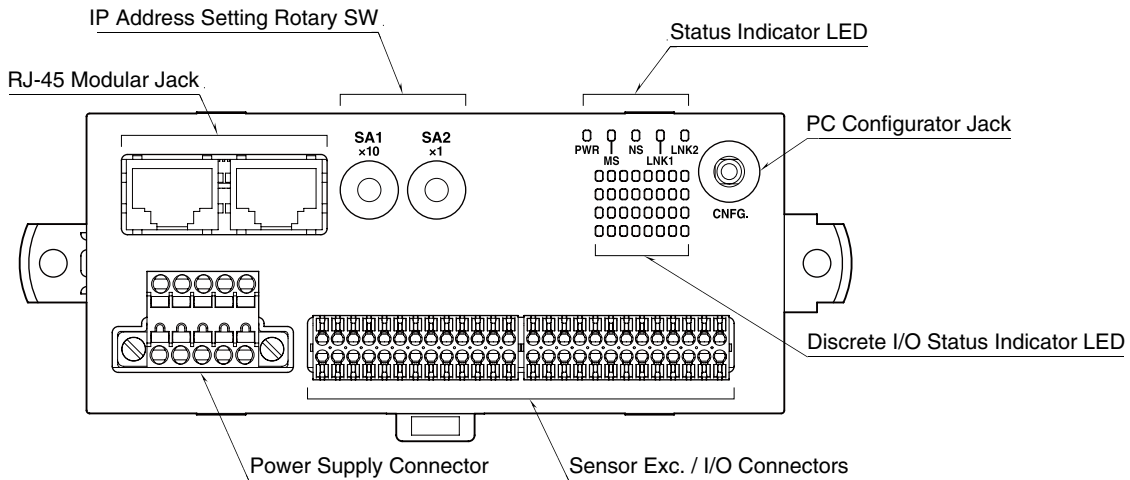 IP Address Setting Rotary SW
Status Indicator LED
RJ-45 Modular Jack
PC Configurator Jack
SA1
×10
SA2
×1
PWR
MS
NS
LNK1
LNK2
CNFG.
Discrete I/O Status Indicator LED
Power Supply Connector
Sensor Exc. / I/O Connectors